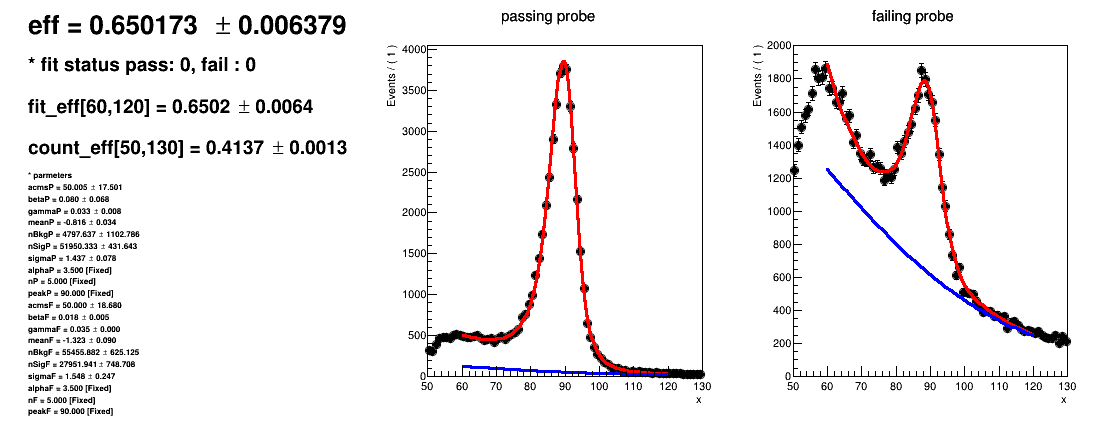 eff = 0.650173 ± 0.006379
* fit status pass: 0, fail : 0
fit_eff[60,120] = 0.6502 ± 0.0064
count_eff[50,130] = 0.4137 ± 0.0013
* parmeters
acmsP = 50.005 ± 17.501
betaP = 0.080 ± 0.068
gammaP = 0.033 ± 0.008
meanP = -0.816 ± 0.034
nBkgP = 4797.637 ± 1102.786
nSigP = 51950.333 ± 431.643
sigmaP = 1.437 ± 0.078
alphaP = 3.500 [Fixed]
nP = 5.000 [Fixed]
peakP = 90.000 [Fixed]
acmsF = 50.000 ± 18.680
betaF = 0.018 ± 0.005
gammaF = 0.035 ± 0.000
meanF = -1.323 ± 0.090
nBkgF = 55455.882 ± 625.125
nSigF = 27951.941 ± 748.708
sigmaF = 1.548 ± 0.247
alphaF = 3.500 [Fixed]
nF = 5.000 [Fixed]
peakF = 90.000 [Fixed]
passing probe
Events / ( 1 )
4000
3500
3000
2500
2000
1500
1000
500
0
50 60 70 80 90 100 110 120 130
x
failing probe
Events / ( 1 )
2000
1800
1600
1400
1200
1000
800
600
400
200
0
50 60 70 80 90 100 110 120 130
x